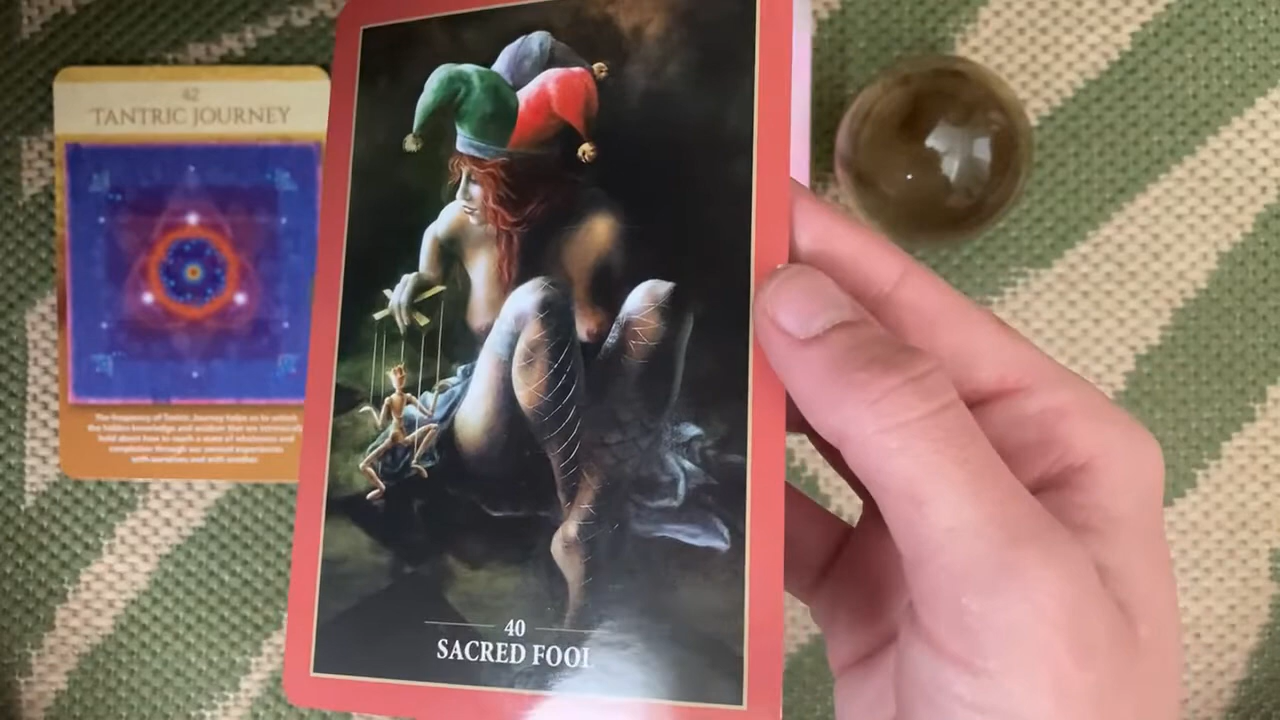 42
TANTRIC JOURNEY
The frequency of Tantric Journey helps us to unlock
the hidden knowledge and wisdom that we intrinsically
hold about how to reach a state of wholeness and
completion through our sensual experiences
with ourselves and with another.
40
SACRED FOOL